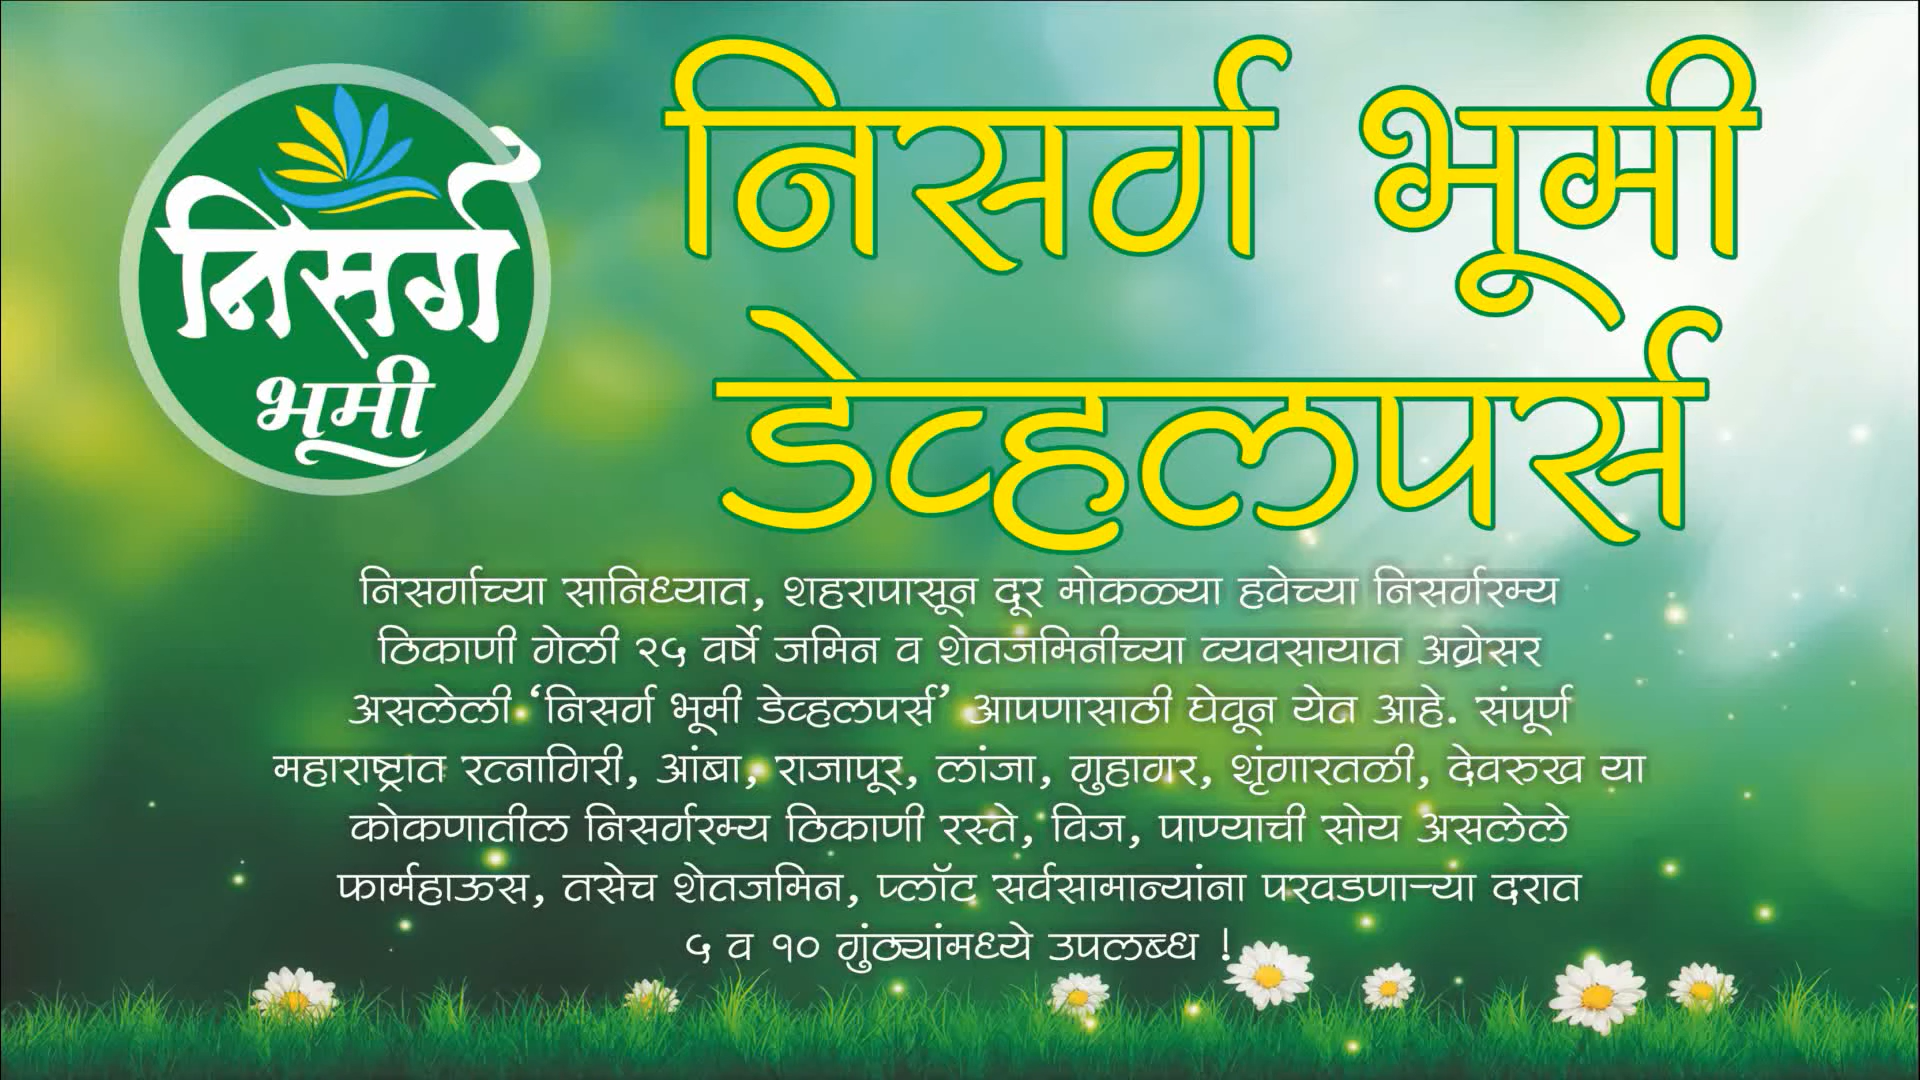 निसर्ग
भूमी
निसर्ग भूमी
डेव्हलपर्स
निसर्गाच्या सानिध्यात, शहरापासून दूर मोकळ्या हवेच्या निसर्गरम्य
ठिकाणी गेली २५ वर्षे जमिन व शेतजमिनीच्या व्यवसायात अग्रेसर
असलेली ‘निसर्ग भूमी डेव्हलपर्स’ आपणासाठी घेवून येत आहे. संपूर्ण
महाराष्ट्रात रत्नागिरी, आंबा, राजापूर, लांजा, गुहागर, शृंगारतळी, देवरुख या
कोकणातील निसर्गरम्य ठिकाणी रस्ते, विज, पाण्याची सोय असलेले
फार्महाऊस, तसेच शेतजमिन, प्लॉट सर्वसामान्यांना परवडणाऱ्या दरात
५ व १० गुंठ्यांमध्ये उपलब्ध !